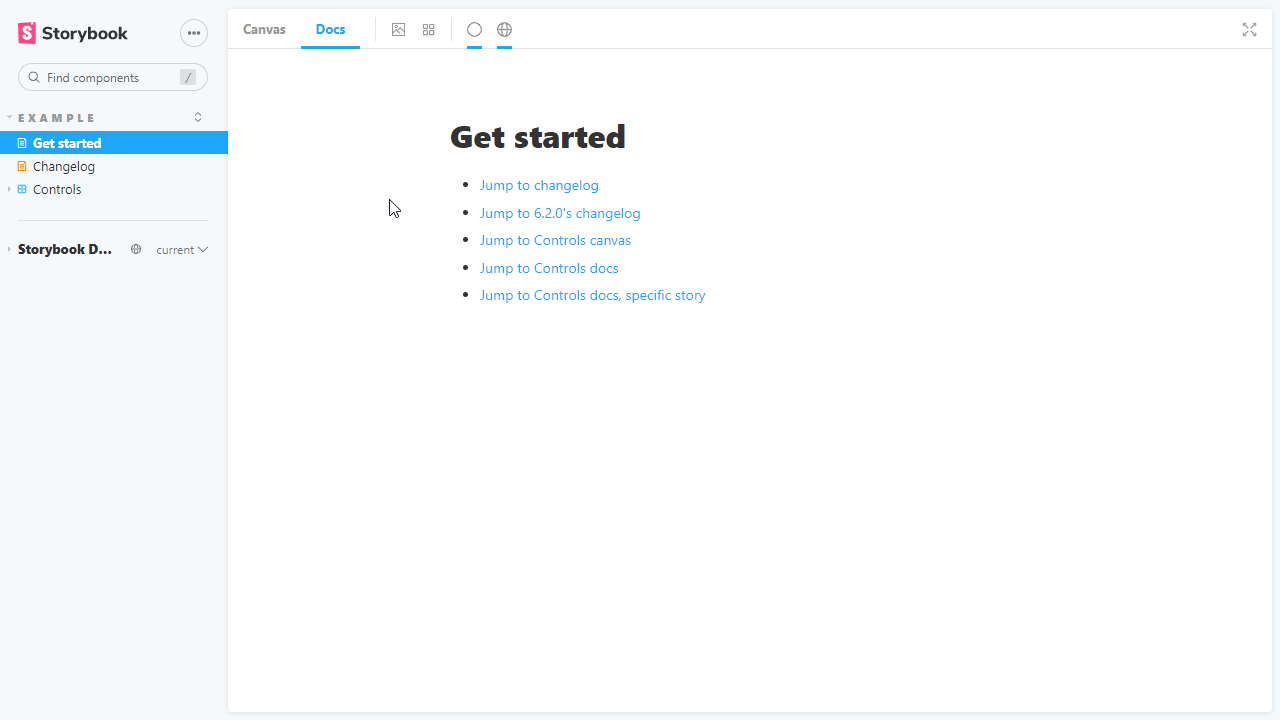 Storybook
Canvas
Docs
Find components
/
EXAMPLE
Get started
Changelog
Controls
Storybook D...
current
Get started
Jump to changelog
Jump to 6.2.0's changelog
Jump to Controls canvas
Jump to Controls docs
Jump to Controls docs, specific story